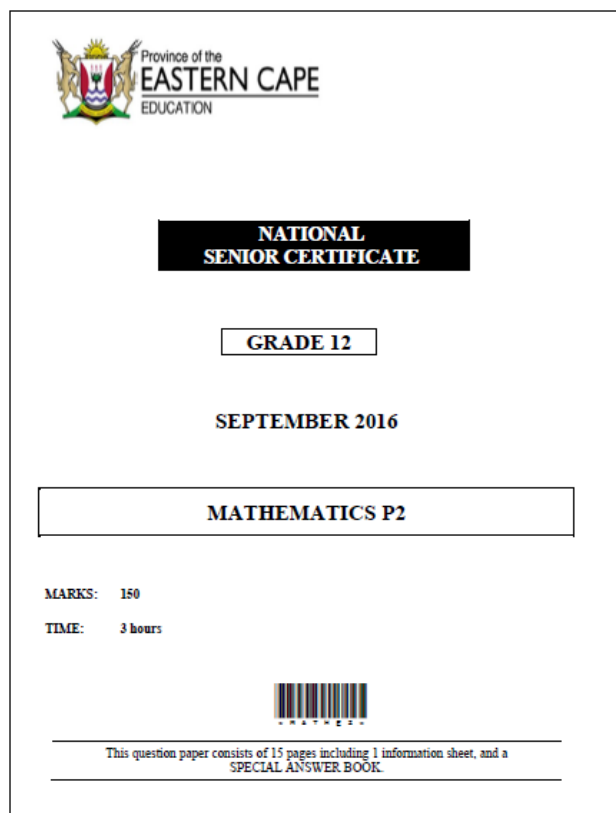 Province of the
EASTERN CAPE
EDUCATION
NATIONAL
SENIOR CERTIFICATE
GRADE 12
SEPTEMBER 2016
MATHEMATICS P2
MARKS: 150
TIME: 3 hours
* M A T H E 2 *
This question paper consists of 15 pages including 1 information sheet, and a
SPECIAL ANSWER BOOK.